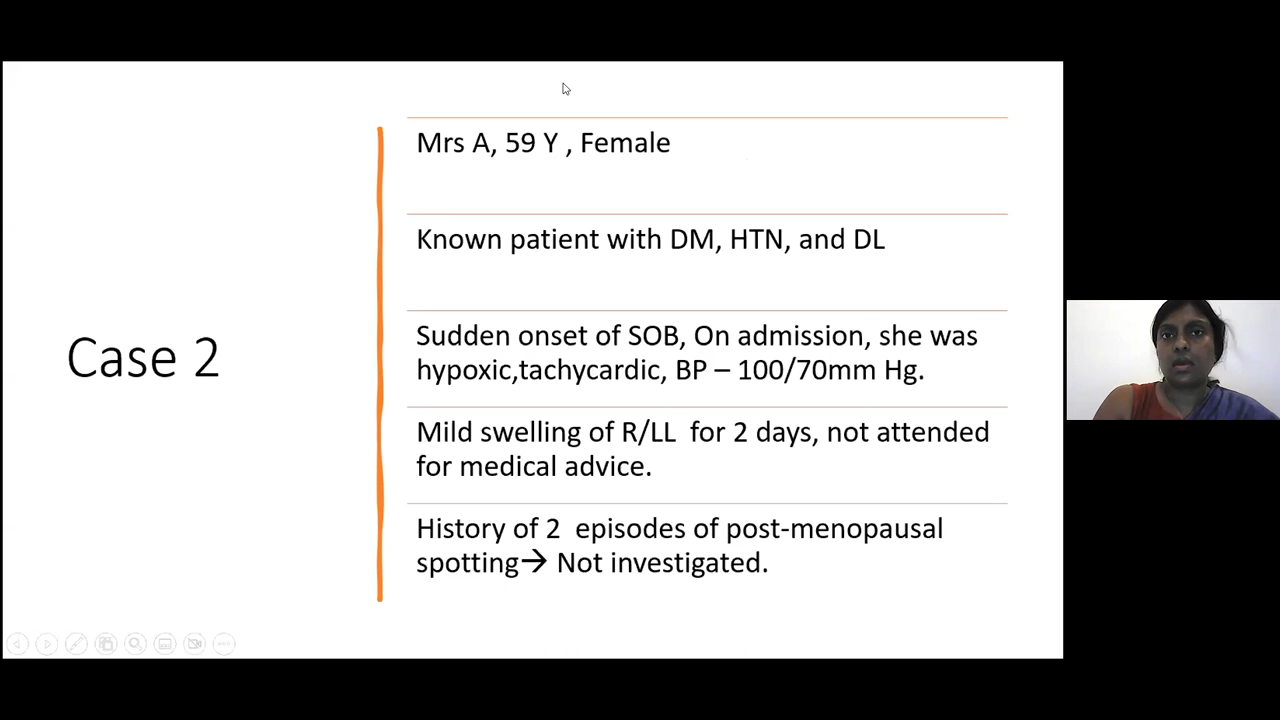 Case 2
Mrs A, 59 Y , Female
Known patient with DM, HTN, and DL
Sudden onset of SOB, On admission, she was
hypoxic,tachycardic, BP – 100/70mm Hg.
Mild swelling of R/LL  for 2 days, not attended
for medical advice.
History of 2  episodes of post-menopausal
spotting→ Not investigated.